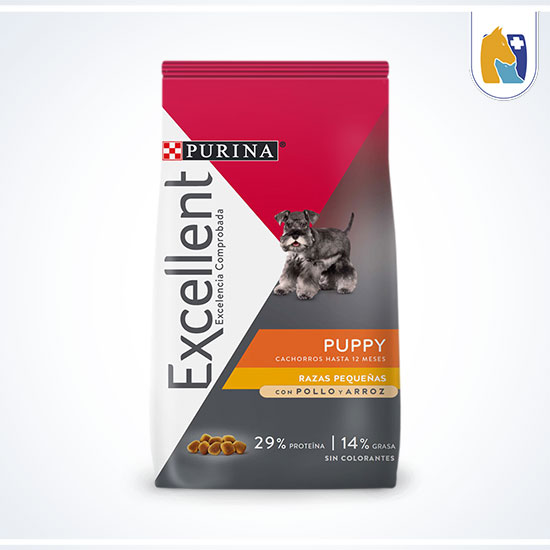 PURINA®
Excellent
Excelencia Comprobada
PUPPY
CACHORROS HASTA 12 MESES
RAZAS PEQUEÑAS
CON POLLO Y ARROZ
29% PROTEÍNA | 14% GRASA
SIN COLORANTES